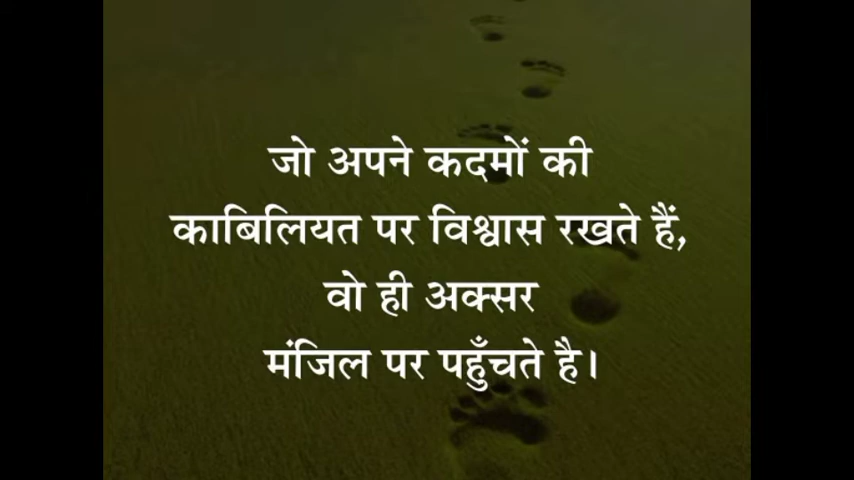 जो अपने कदमों की
काबिलियत पर विश्वास रखते हैं,
वो ही अक्सर
मंजिल पर पहुँचते है।